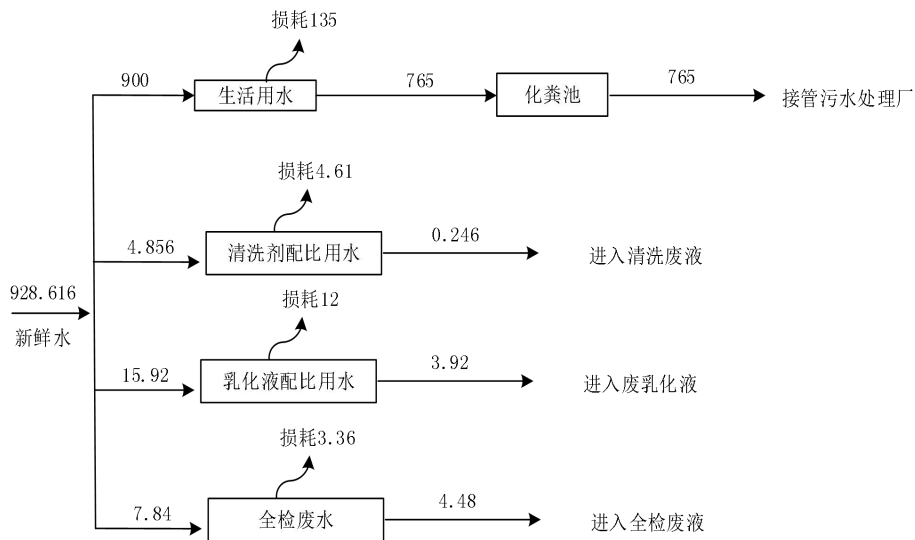 损耗135
900
生活用水
765
化粪池
765
接管污水处理厂
损耗4.61
4.856
清洗剂配比用水
0.246
进入清洗废液
928.616
新鲜水
损耗12
15.92
乳化液配比用水
3.92
进入废乳化液
损耗3.36
7.84
全检废水
4.48
进入全检废液